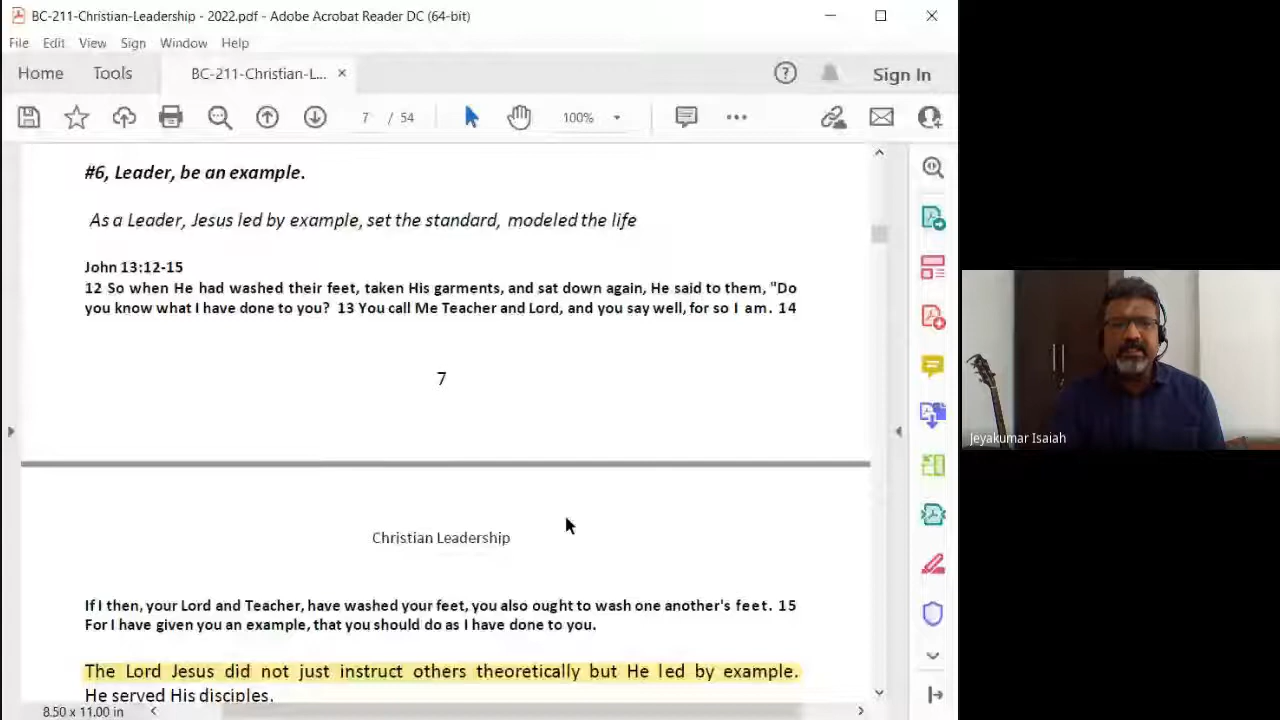 BC-211-Christian-Leadership - 2022.pdf - Adobe Acrobat Reader DC (64-bit)
File Edit View Sign Window Help
Home Tools BC-211-Christian-L... × Sign In
7 / 54 100%
#6, Leader, be an example.
As a Leader, Jesus led by example, set the standard, modeled the life
John 13:12-15
12 So when He had washed their feet, taken His garments, and sat down again, He said to them, "Do
you know what I have done to you? 13 You call Me Teacher and Lord, and you say well, for so I am. 14
7
Christian Leadership
If I then, your Lord and Teacher, have washed your feet, you also ought to wash one another's feet. 15
For I have given you an example, that you should do as I have done to you.
The Lord Jesus did not just instruct others theoretically but He led by example.
He served His disciples.
8.50 x 11.00 in
Jeyakumar Isaiah